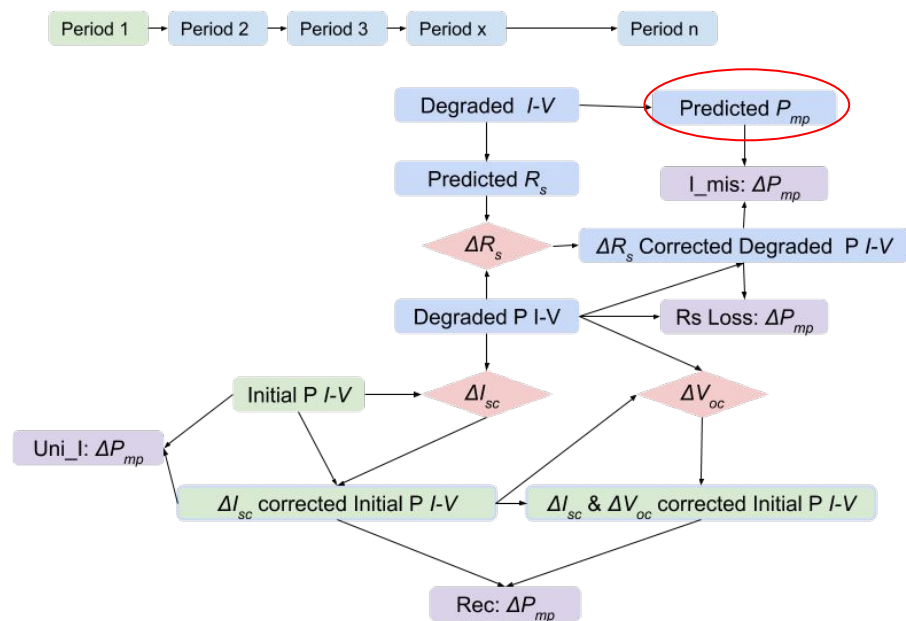 Period 1
Period 2
Period 3
Period x
Period n
Degraded I-V
Predicted Pmp
Predicted Rs
I_mis: ΔPmp
ΔRs
ΔRs Corrected Degraded P I-V
Degraded P I-V
Rs Loss: ΔPmp
Initial P I-V
ΔIsc
ΔVoc
Uni_I: ΔPmp
ΔIsc corrected Initial P I-V
ΔIsc & ΔVoc corrected Initial P I-V
Rec: ΔPmp